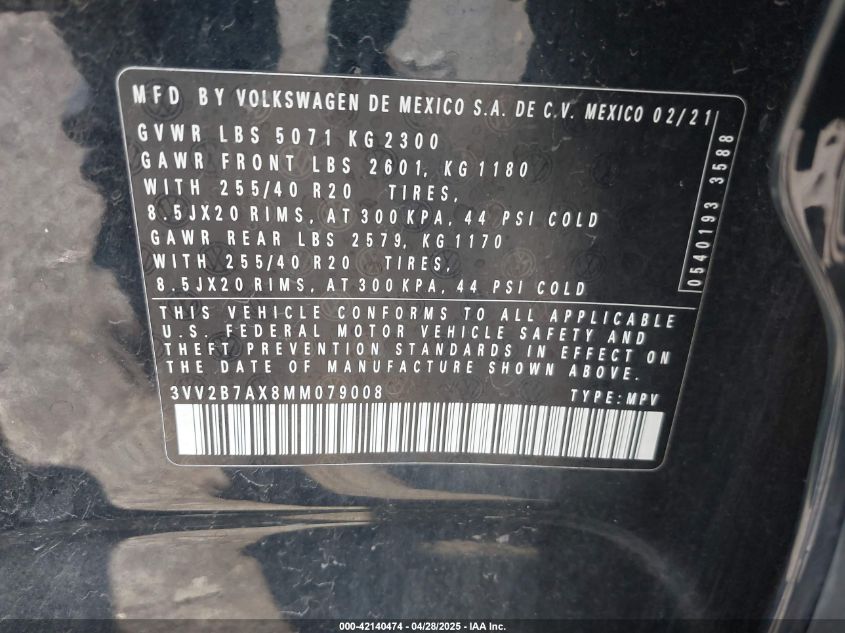 MFD BY VOLKSWAGEN DE MEXICO S.A. DE C.V. MEXICO 02/21
GVWR LBS 5071 KG 2300
GAWR FRONT LBS 2601, KG 1180
WITH 255/40 R20 TIRES,
8.5JX20 RIMS, AT 300 KPA, 44 PSI COLD
GAWR REAR LBS 2579, KG 1170
WITH 255/40 R20 TIRES,
8.5JX20 RIMS, AT 300 KPA, 44 PSI COLD
0540193 3588
THIS VEHICLE CONFORMS TO ALL APPLICABLE
U.S. FEDERAL MOTOR VEHICLE SAFETY AND
THEFT PREVENTION STANDARDS IN EFFECT ON
THE DATE OF MANUFACTURE SHOWN ABOVE.
3VV2B7AX8MM079008 TYPE:MPV
000-42140474 - 04/28/2025 - IAA Inc.